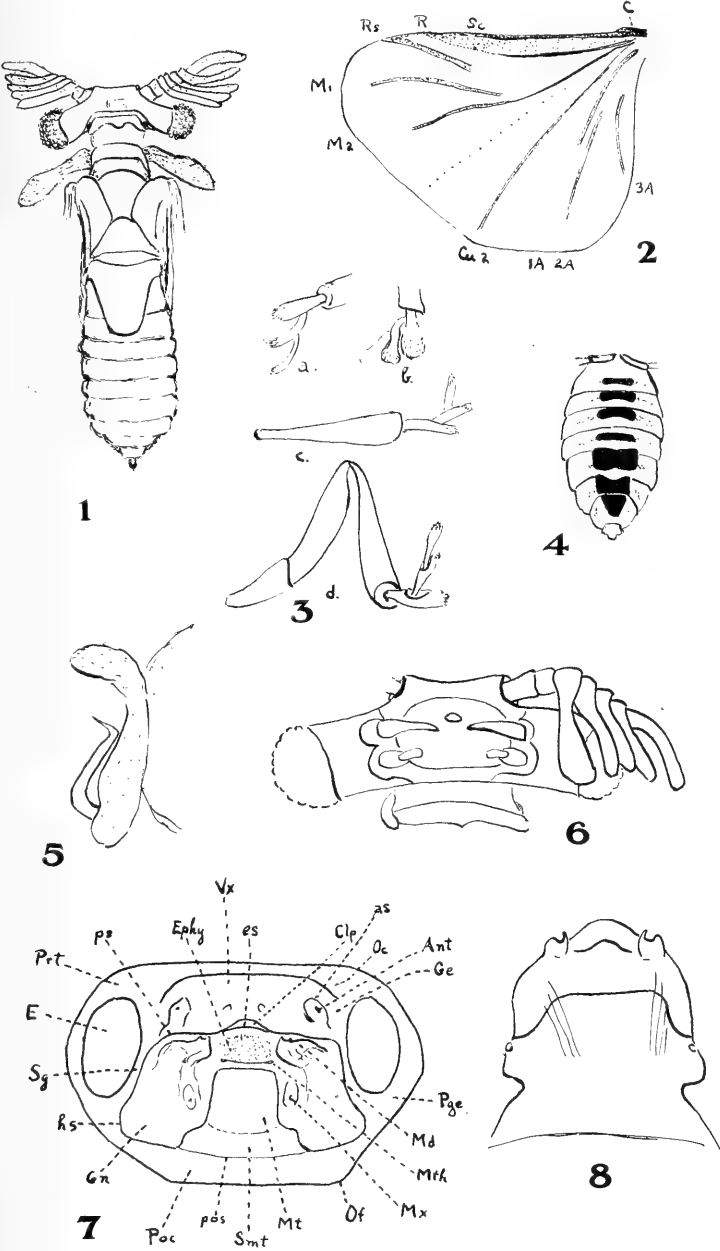 C
Rs R Sc
M1
M2
3A
Cu2 1A 2A
2
a. b.
c.
1
4
3 d.
5
6
Vx
ps Ephy es Clp as
Oc
Ant
Prt
Ge
E
Sg
Pge
hs
Md
Gn
Mth
Mx
7 Poc pos Smt Mt Of
8